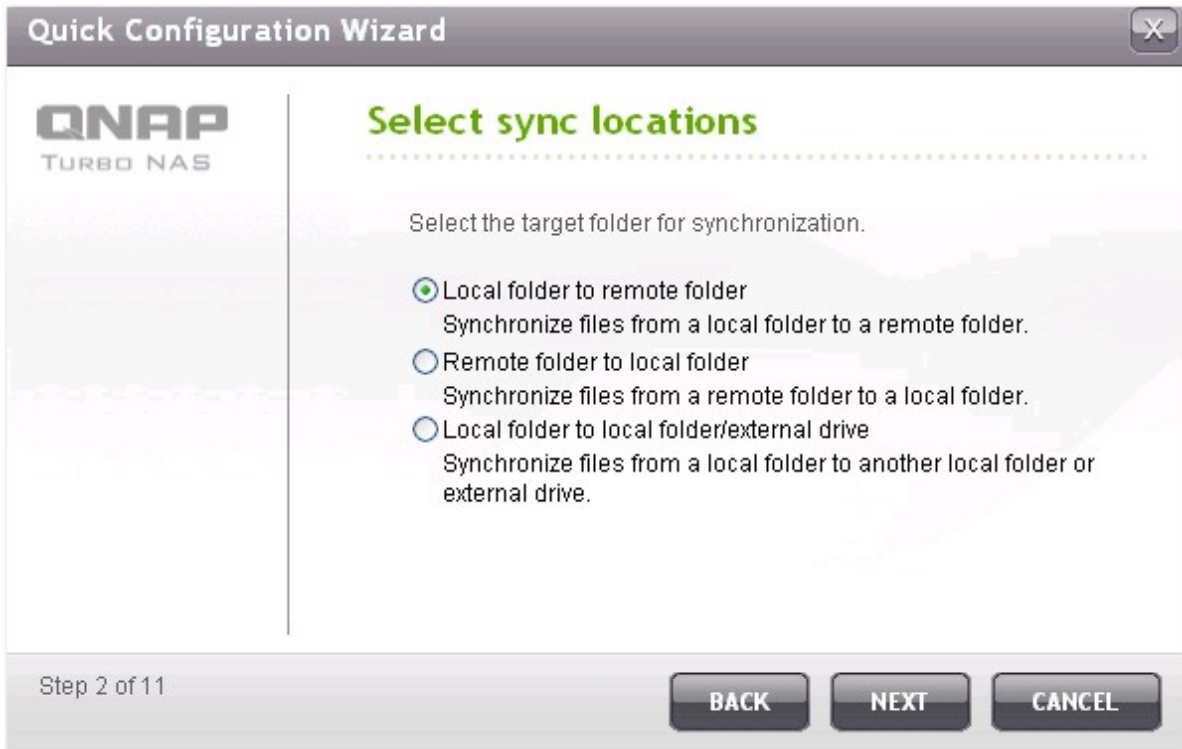 Quick Configuration Wizard
X
QNAP
TURBO NAS
Select sync locations
Select the target folder for synchronization.
Local folder to remote folder
Synchronize files from a local folder to a remote folder.
Remote folder to local folder
Synchronize files from a remote folder to a local folder.
Local folder to local folder/external drive
Synchronize files from a local folder to another local folder or
external drive.
Step 2 of 11
BACK
NEXT
CANCEL